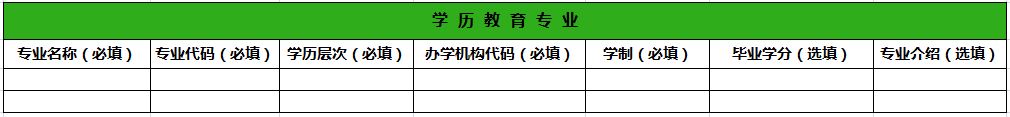 学 历 教 育 专 业
专业名称（必填） 专业代码（必填） 学历层次（必填） 办学机构代码（必填） 学制（必填） 毕业学分（选填） 专业介绍（选填）